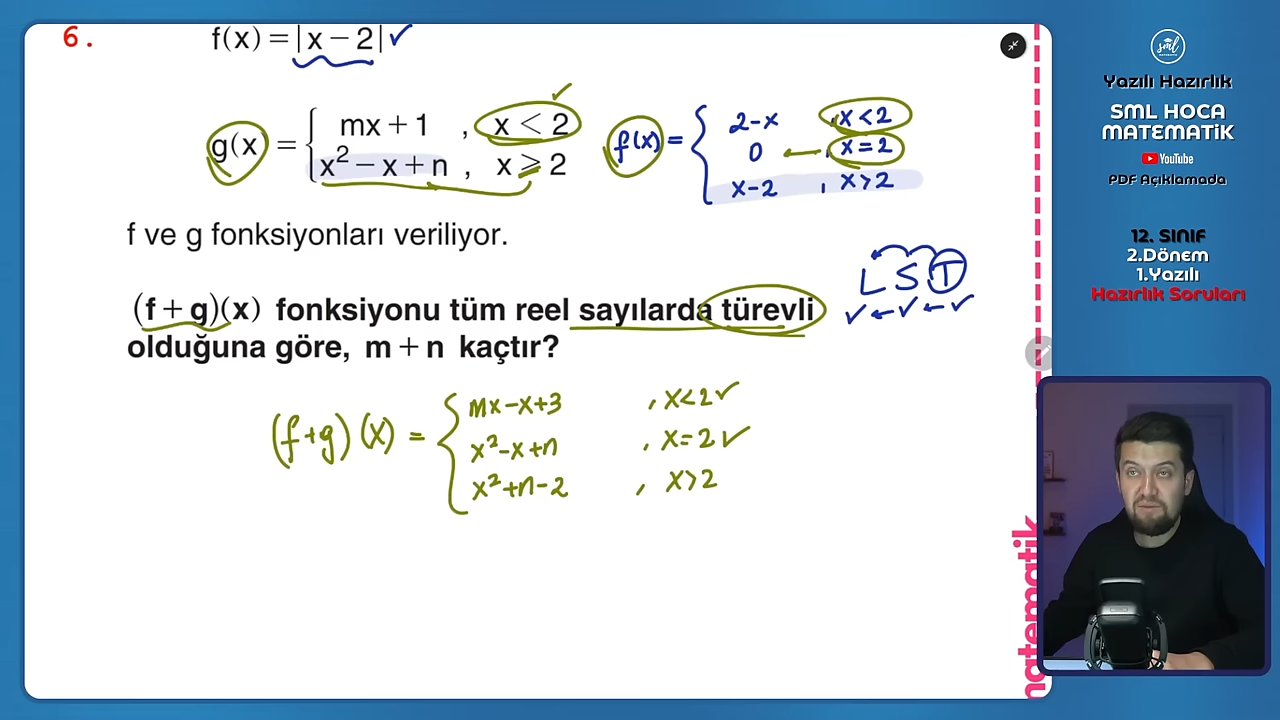 6. f(x) = |x − 2| ✓
g(x) = { mx + 1 , x < 2 ✓
x² − x + n , x ⩾ 2
f(x) = { 2-x , x < 2
0 , x = 2
x-2 , x > 2
f ve g fonksiyonları veriliyor.
L S T
✓ ← ✓ ← ✓
(f + g)(x) fonksiyonu tüm reel sayılarda türevli
olduğuna göre, m + n kaçtır?
(f+g)(x) = { mx-x+3 , x<2 ✓
x²-x+n , x=2 ✓
x²+n-2 , x>2
sml
Yazılı Hazırlık
SML HOCA
MATEMATİK
YouTube
PDF Açıklamada
12. SINIF
2.Dönem
1.Yazılı
Hazırlık Soruları
matematik